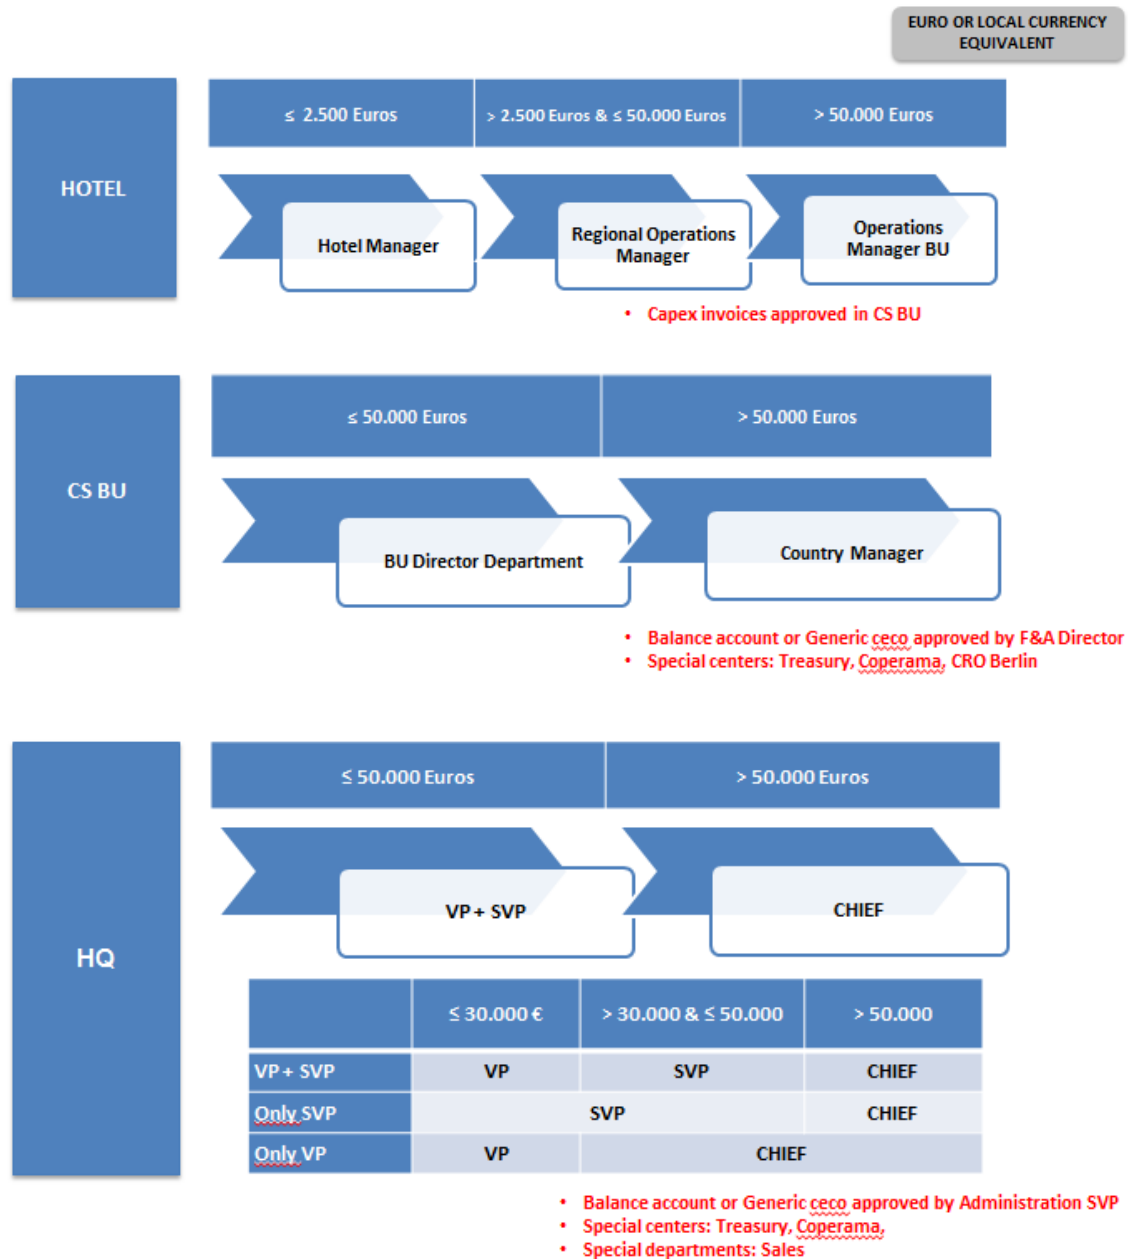 EURO OR LOCAL CURRENCY
EQUIVALENT
HOTEL
≤ 2.500 Euros
> 2.500 Euros & ≤ 50.000 Euros
> 50.000 Euros
Hotel Manager
Regional Operations
Manager
Operations
Manager BU
• Capex invoices approved in CS BU
CS BU
≤ 50.000 Euros
> 50.000 Euros
BU Director Department
Country Manager
• Balance account or Generic ceco approved by F&A Director
• Special centers: Treasury, Coperama, CRO Berlin
HQ
≤ 50.000 Euros
> 50.000 Euros
VP + SVP
CHIEF
≤ 30.000 €
> 30.000 & ≤ 50.000
> 50.000
VP + SVP
VP
SVP
CHIEF
Only SVP
SVP
CHIEF
Only VP
VP
CHIEF
• Balance account or Generic ceco approved by Administration SVP
• Special centers: Treasury, Coperama,
• Special departments: Sales